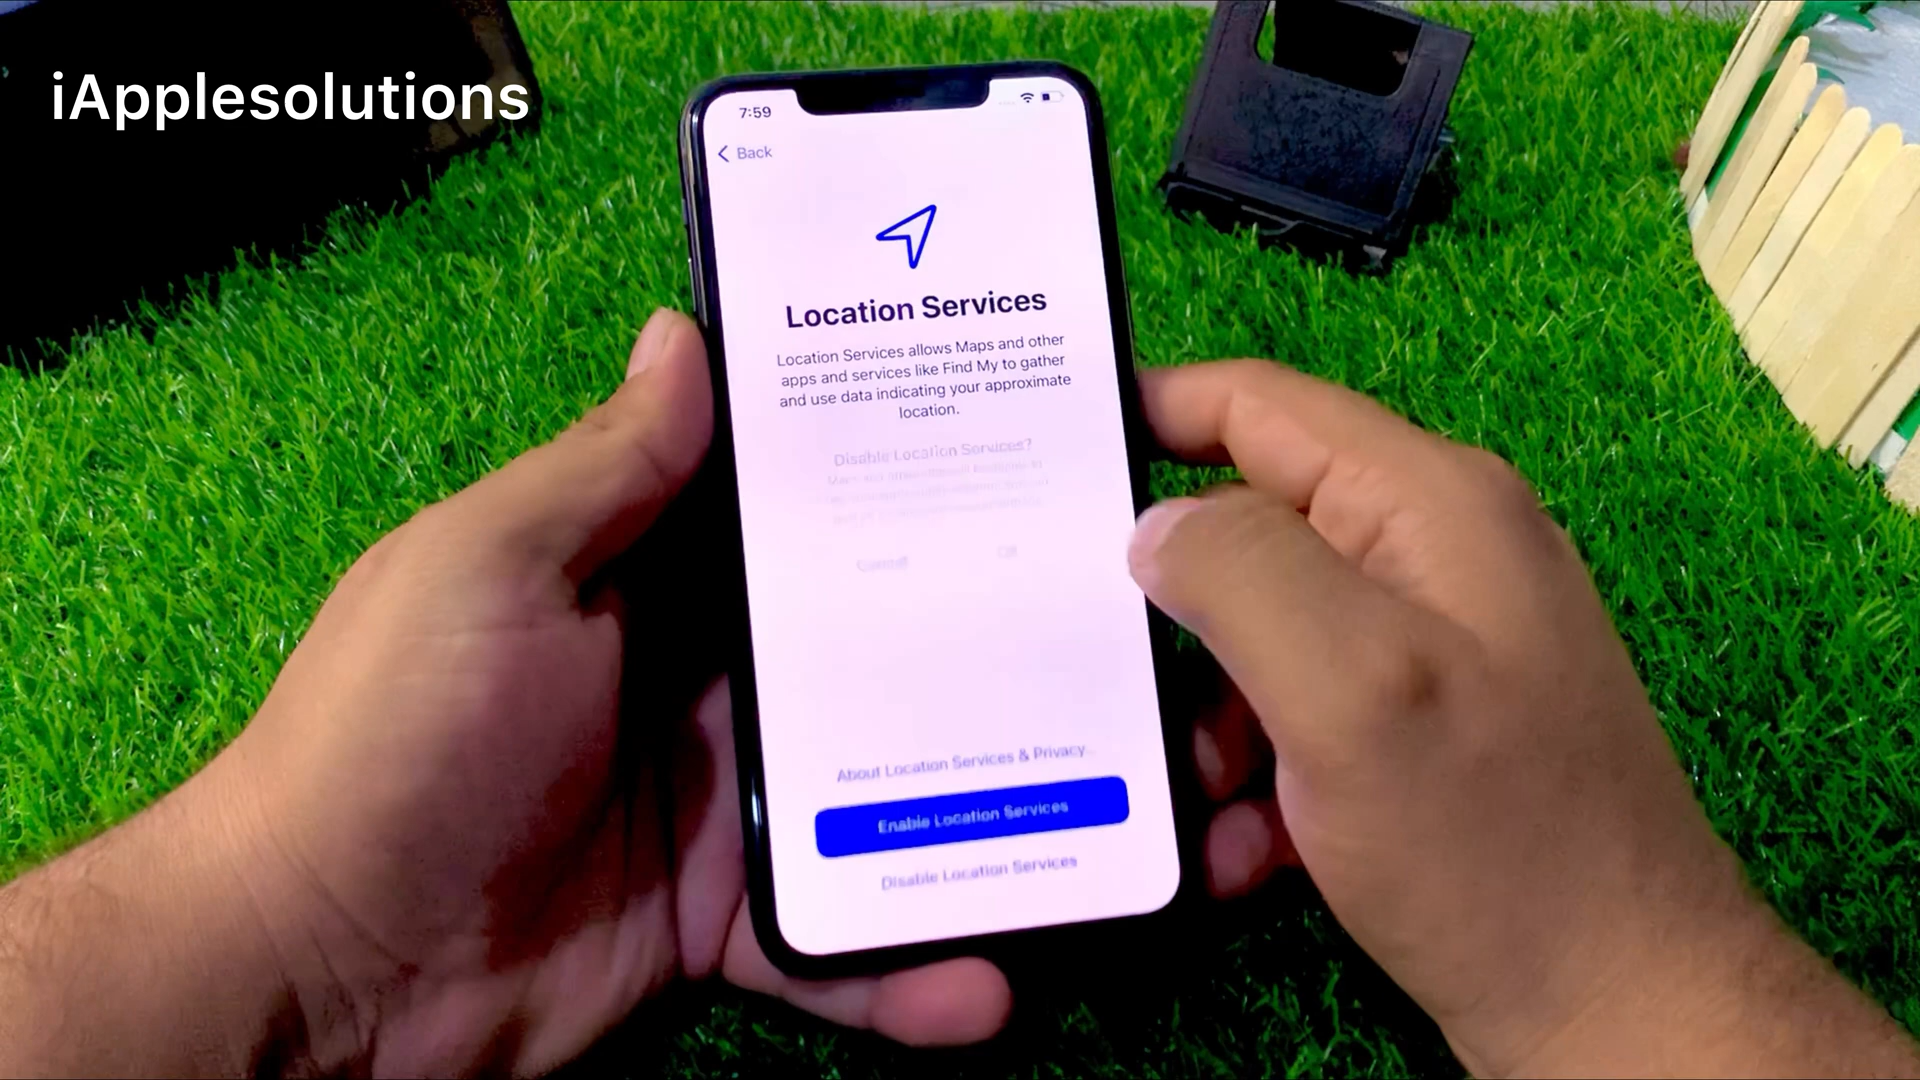 iApplesolutions
7:59
Back
Location Services
Location Services allows Maps and other
apps and services like Find My to gather
and use data indicating your approximate
location.
Disable Location Services?
Cancel
About Location Services & Privacy...
Enable Location Services
Disable Location Services